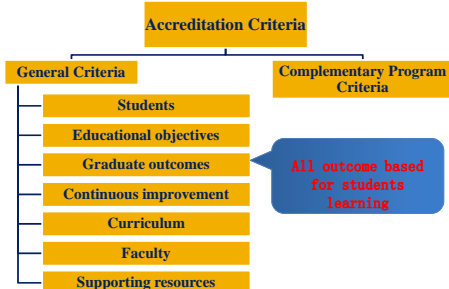 Accreditation Criteria
General Criteria
Complementary Program
Criteria
Students
Educational objectives
Graduate outcomes
All outcome based
for students
learning
Continuous improvement
Curriculum
Faculty
Supporting resources